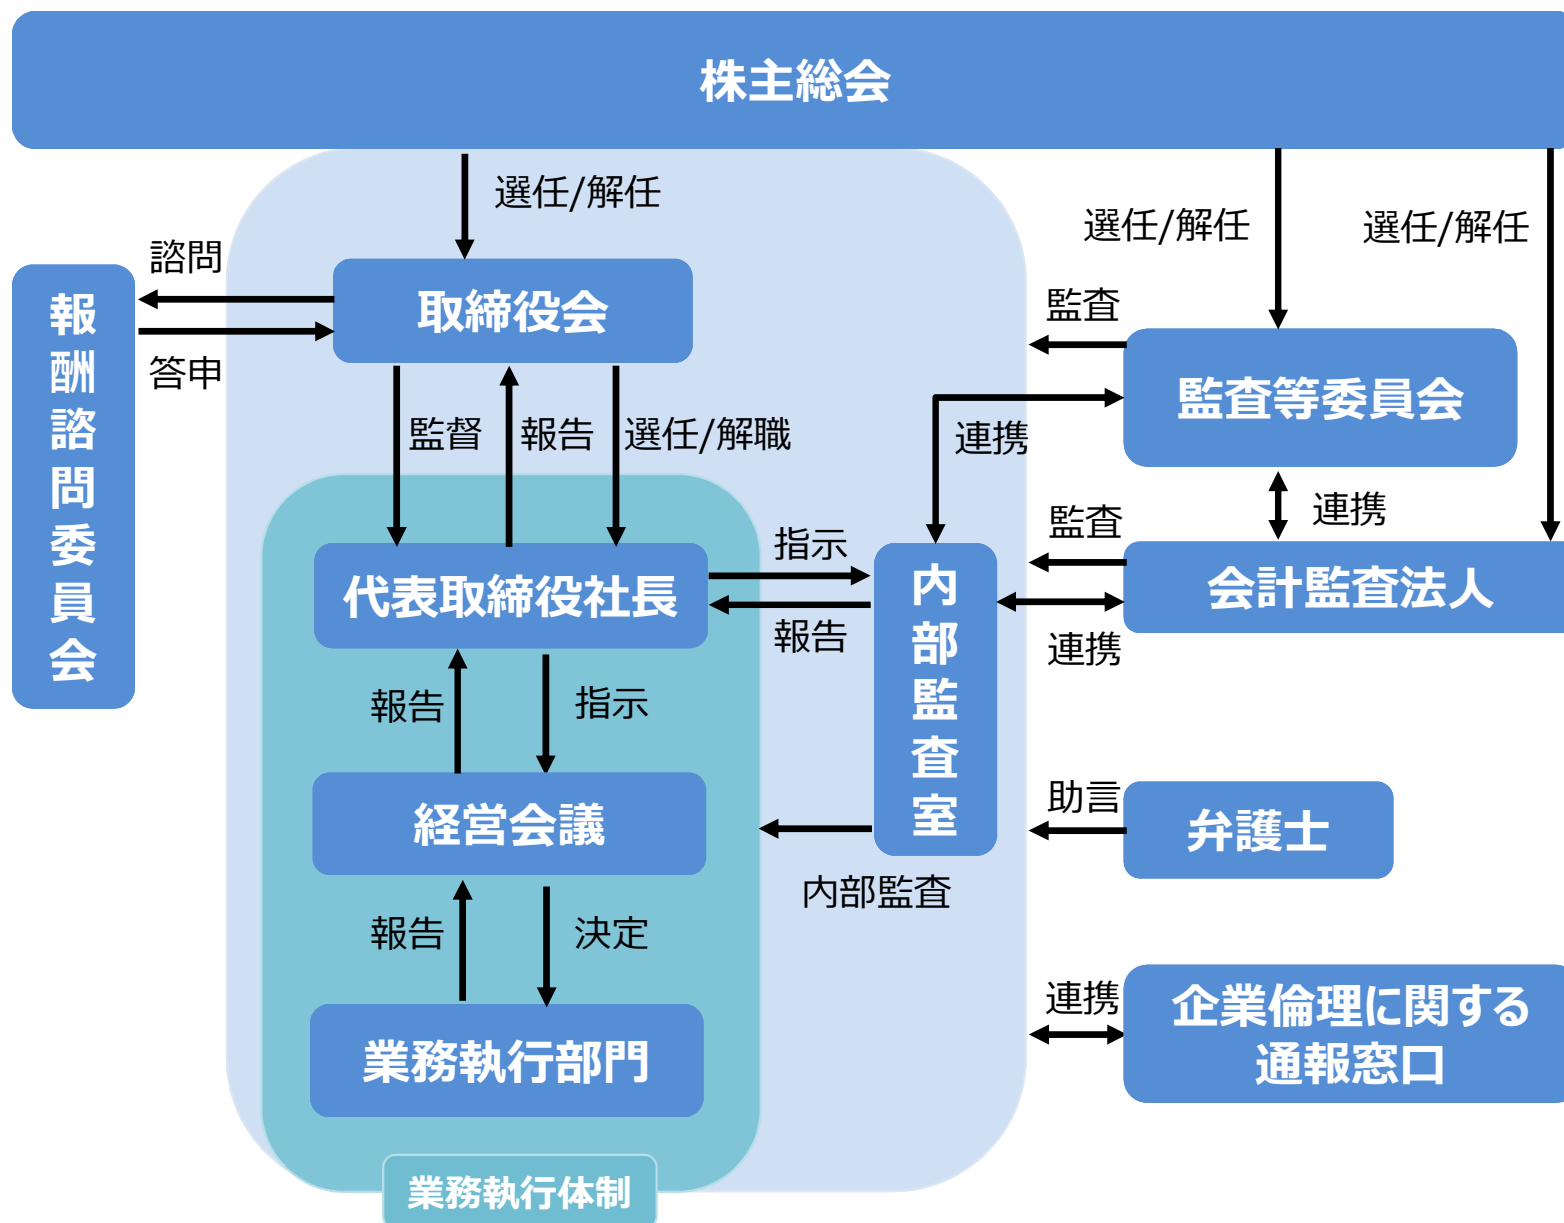 株主総会
選任/解任
選任/解任
選任/解任
諮問
答申
報酬諮問委員会
取締役会
監査
監査等委員会
監督
報告
選任/解職
連携
連携
代表取締役社長
指示
報告
内部監査室
監査
連携
会計監査法人
報告
指示
経営会議
内部監査
助言
弁護士
報告
決定
業務執行部門
連携
企業倫理に関する
通報窓口
業務執行体制